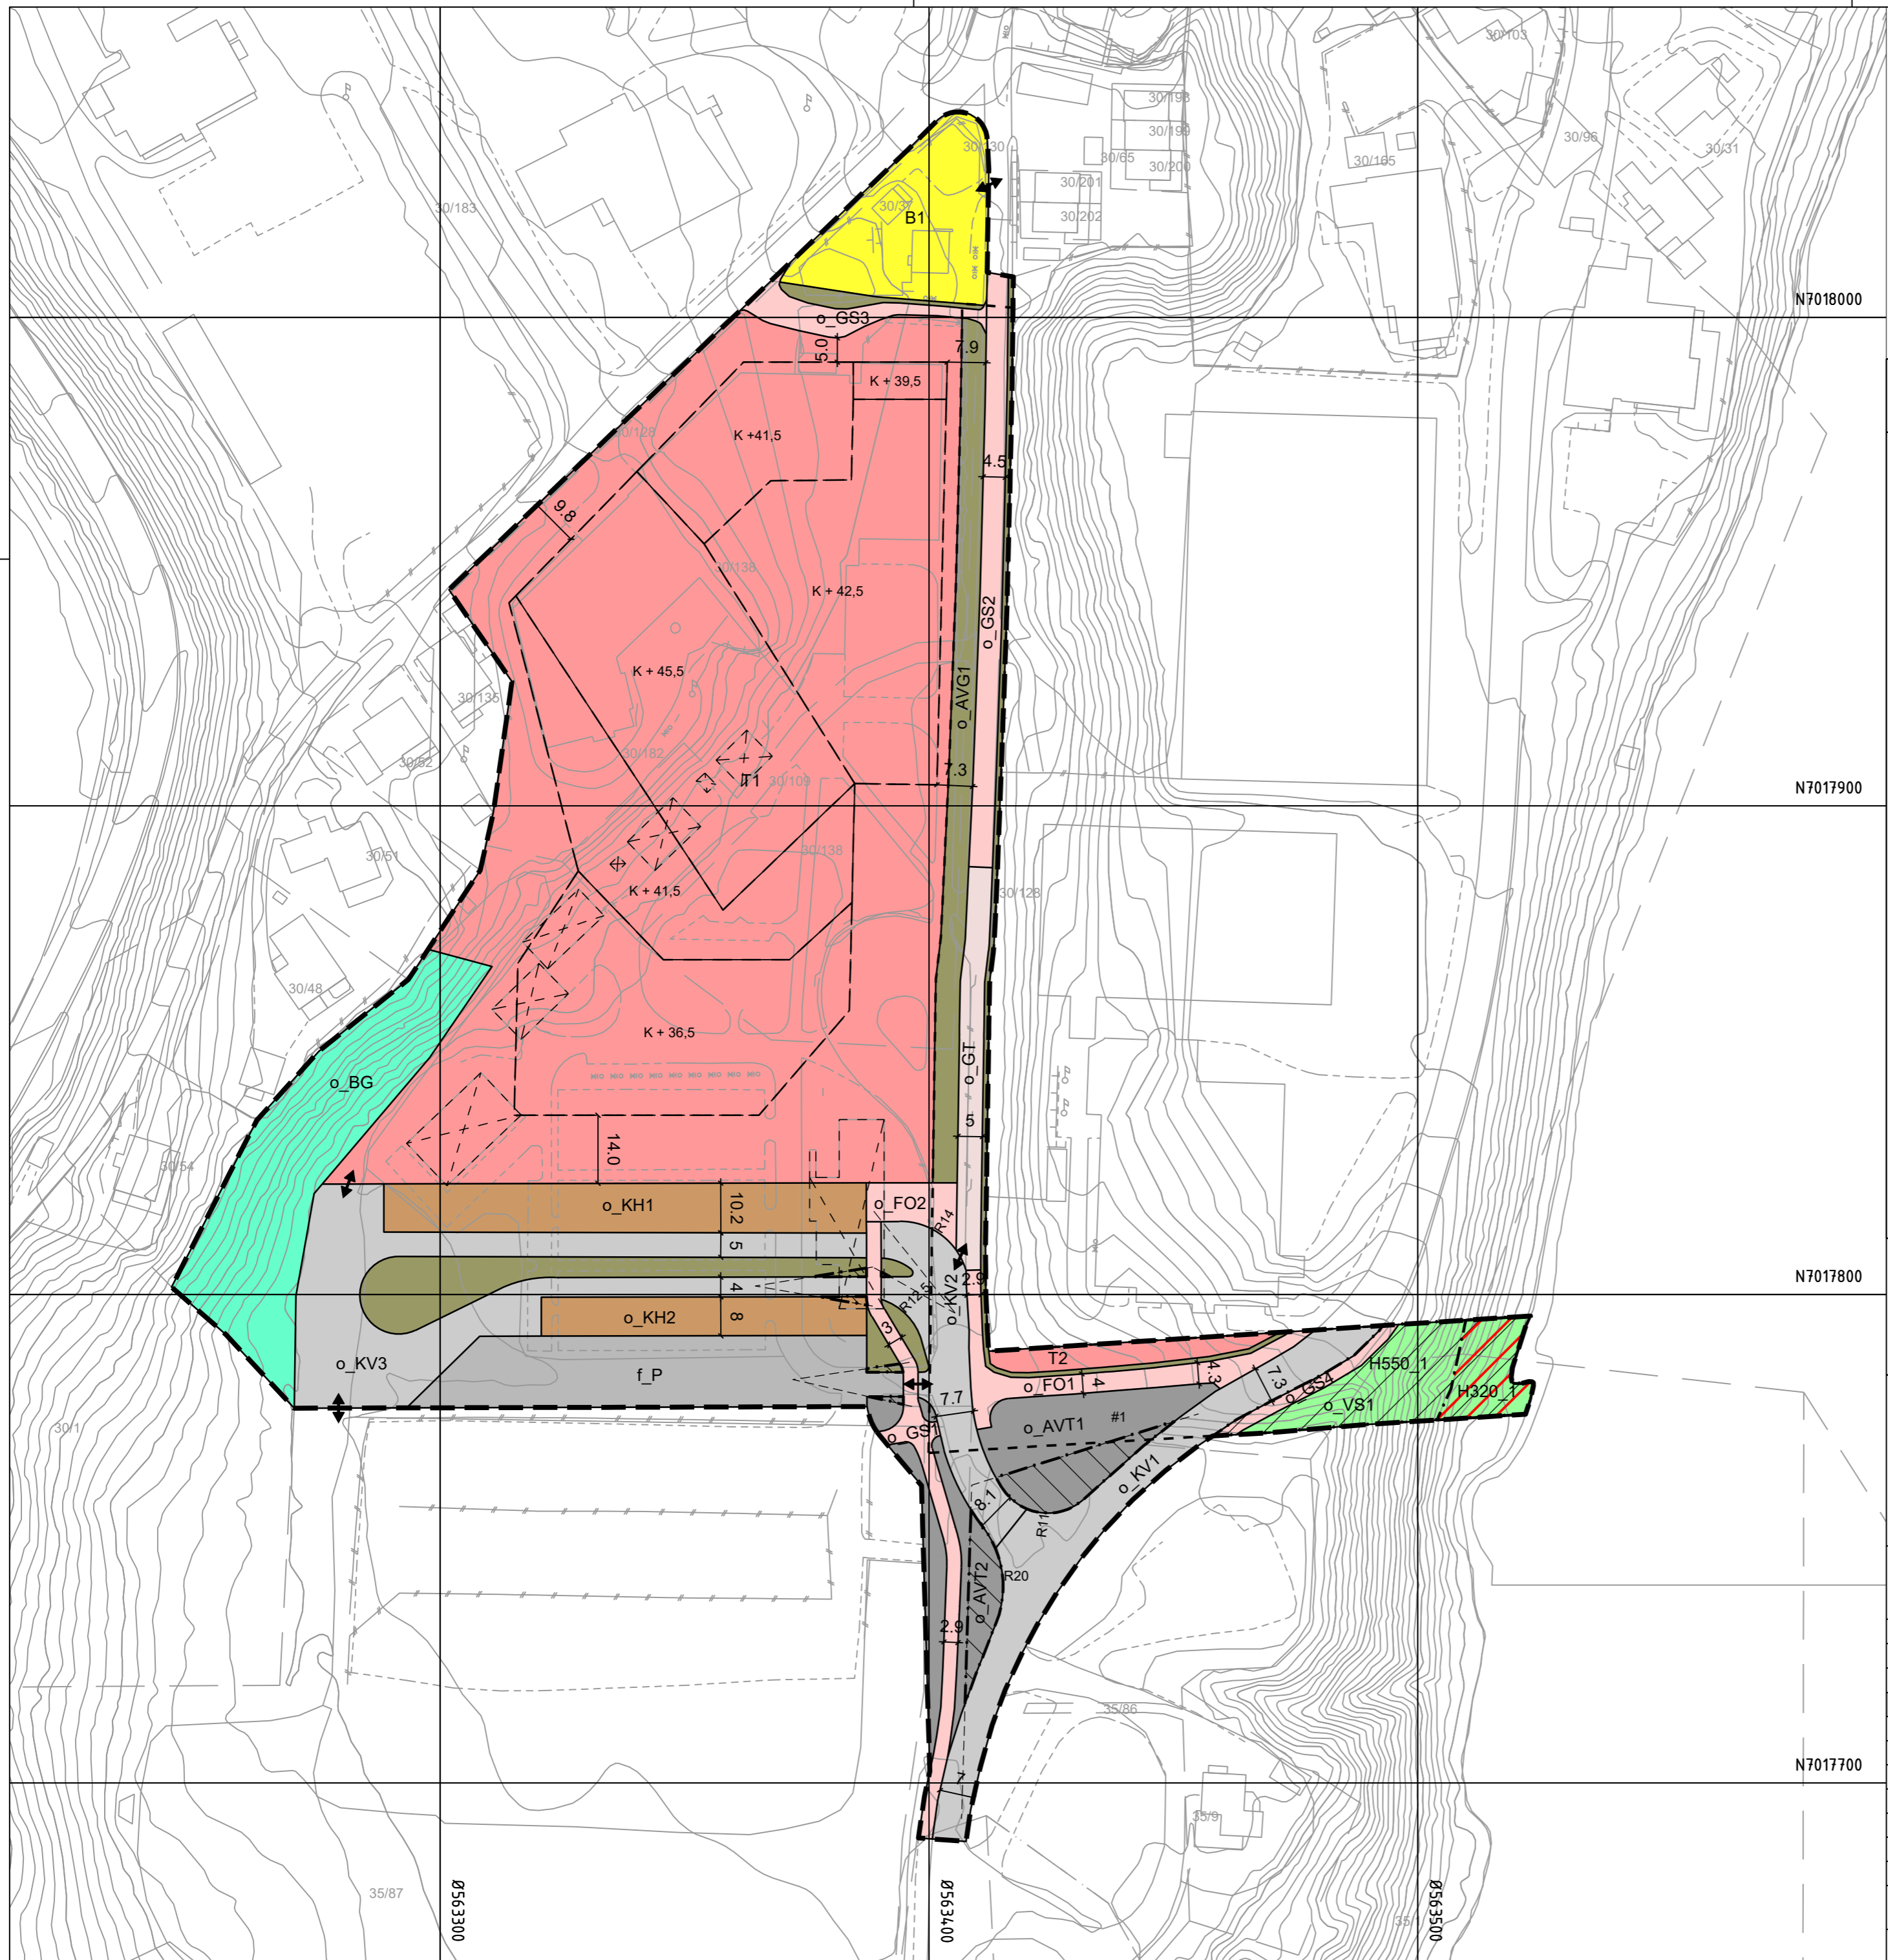 30/103
30/198
30/199
30/200
30/65
30/130
30/96
30/31
30/165
30/201
30/202
30/183
30/37
B1
N7018000
o_GS3
5.0
7.9
K + 39,5
30/128
K +41,5
4.5
9.8
30/138
K + 42,5
o_GS2
K + 45,5
30/135
o_AVG1
30/182
30/52
7.3
T1
30/109
N7017900
30/51
30/138
K + 41,5
30/128
30/48
K + 36,5
o_GT
o_BG
5
14.0
30/54
o_KH1
10.2
o_FO2
R14
5
N7017800
4
2.9
R12.5
o_KV2
o_KH2
8
3
T2
o_KV3
f_P
H550_1
4.3
7.3
o_GS4
H320_1
o_FO1
4
o_VS1
7.7
#1
o_AVT1
30/1
o_GS1
o_KV1
8.1
R11
R20
o_AVT2
2.9
35/86
N7017700
7
35/9
35/87
Ø563300
Ø563400
Ø563500